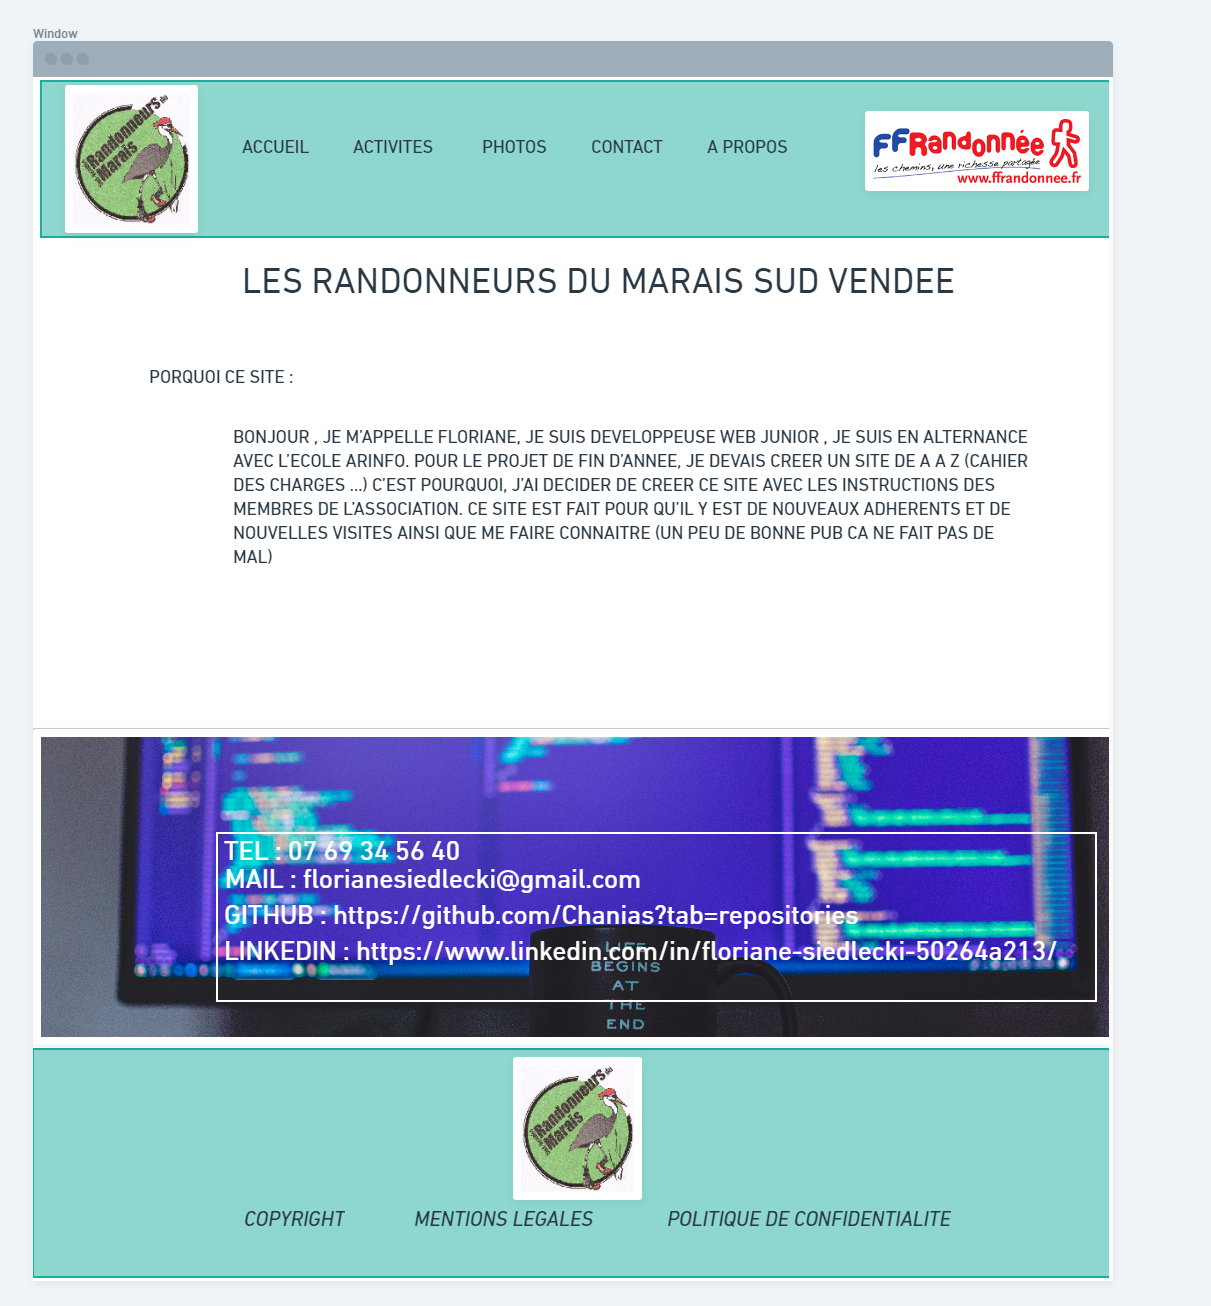 Window
Randonneurs du
Marais
ACCUEIL ACTIVITES PHOTOS CONTACT A PROPOS
FFRandonnée
les chemins, une richesse partagée
www.ffrandonnee.fr
LES RANDONNEURS DU MARAIS SUD VENDEE
PORQUOI CE SITE :
BONJOUR , JE M’APPELLE FLORIANE, JE SUIS DEVELOPPEUSE WEB JUNIOR , JE SUIS EN ALTERNANCE
AVEC L’ECOLE ARINFO. POUR LE PROJET DE FIN D’ANNEE, JE DEVAIS CREER UN SITE DE A A Z (CAHIER
DES CHARGES ...) C’EST POURQUOI, J’AI DECIDER DE CREER CE SITE AVEC LES INSTRUCTIONS DES
MEMBRES DE L’ASSOCIATION. CE SITE EST FAIT POUR QU’IL Y EST DE NOUVEAUX ADHERENTS ET DE
NOUVELLES VISITES AINSI QUE ME FAIRE CONNAITRE (UN PEU DE BONNE PUB CA NE FAIT PAS DE
MAL)
TEL : 07 69 34 56 40
MAIL : florianesiedlecki@gmail.com
GITHUB : https://github.com/Chanias?tab=repositories
LINKEDIN : https://www.linkedin.com/in/floriane-siedlecki-50264a213/
LIFE
BEGINS
AT
THE
END
Randonneurs du
Marais
COPYRIGHT MENTIONS LEGALES POLITIQUE DE CONFIDENTIALITE